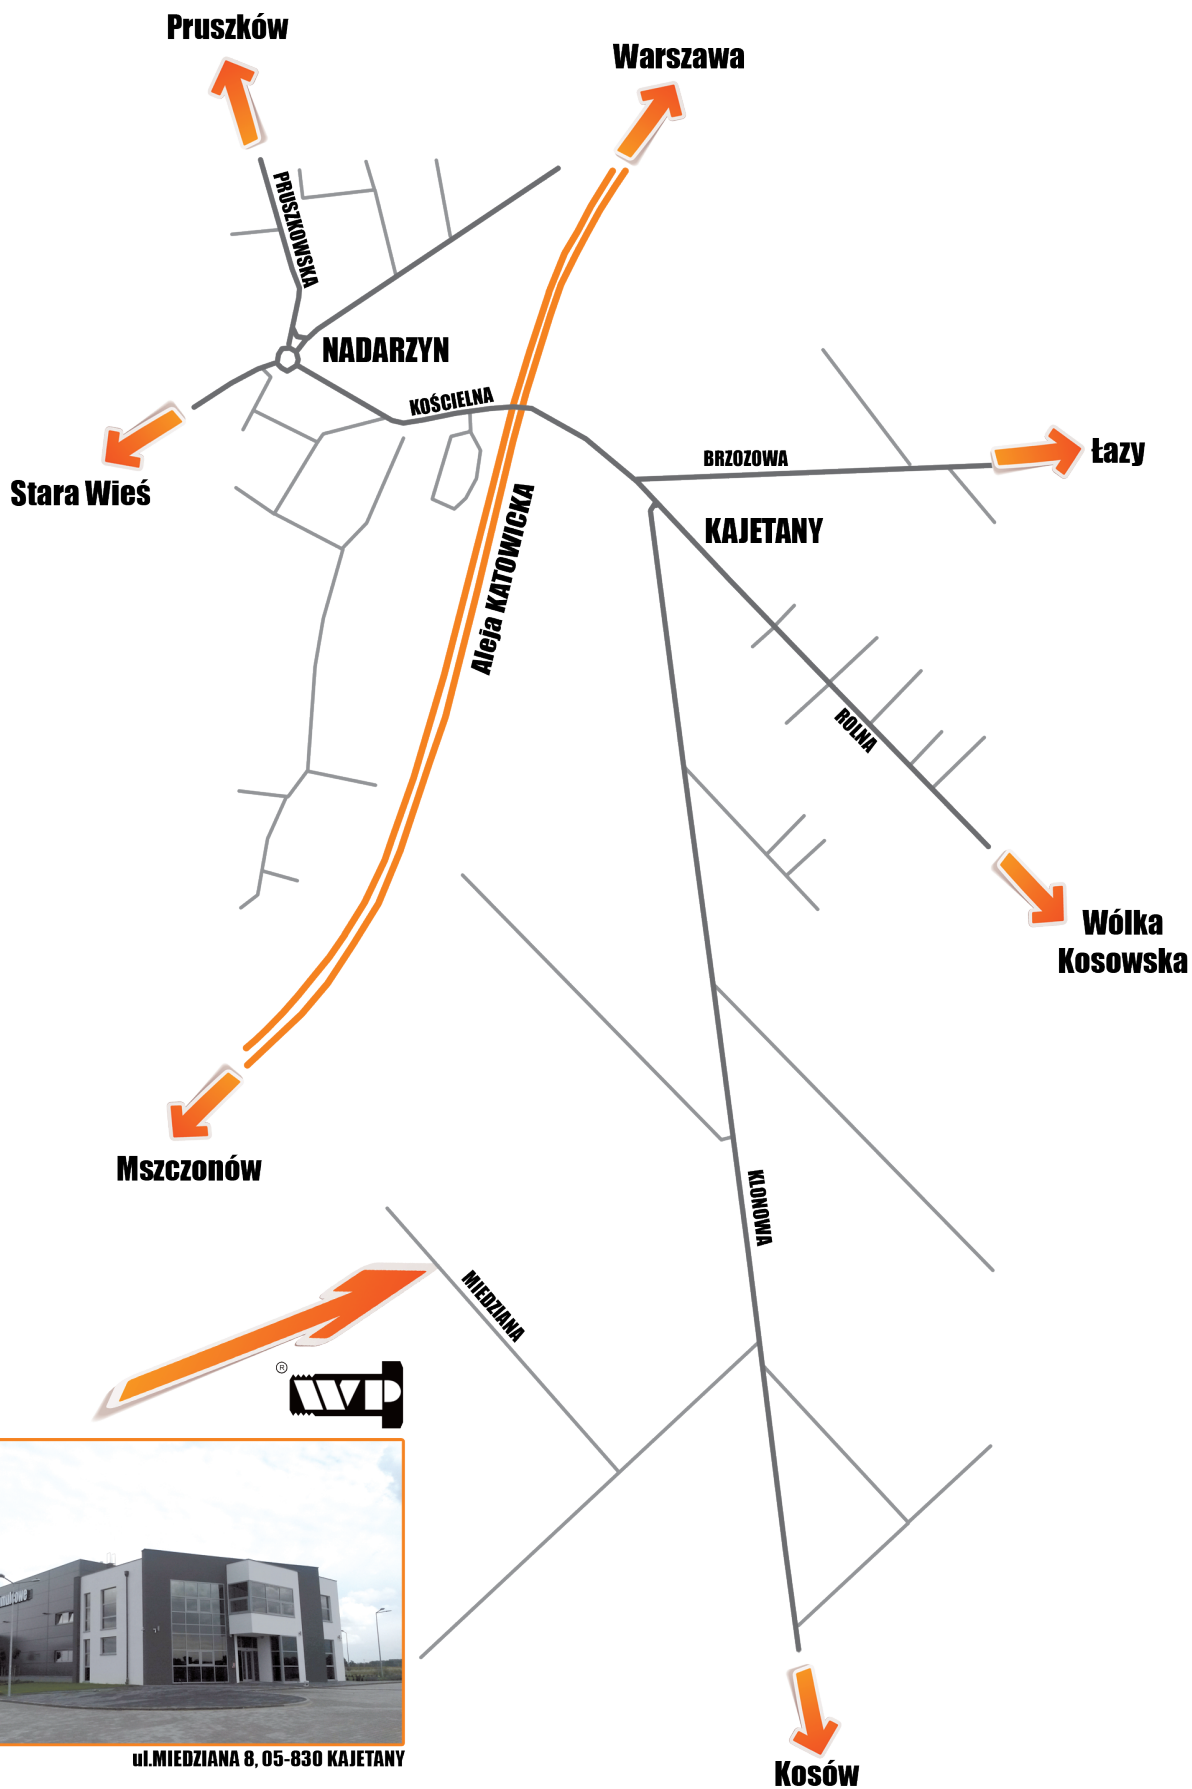 Pruszków
Warszawa
PRUSZKOWSKA
NADARZYN
KOŚCIELNA
BRZOZOWA
Łazy
Stara Wieś
KAJETANY
Aleja KATOWICKA
ROLNA
Wólka
Kosowska
Mszczonów
KLONOWA
MIEDZIANA
®
WP
ul.MIEDZIANA 8, 05-830 KAJETANY
Kosów